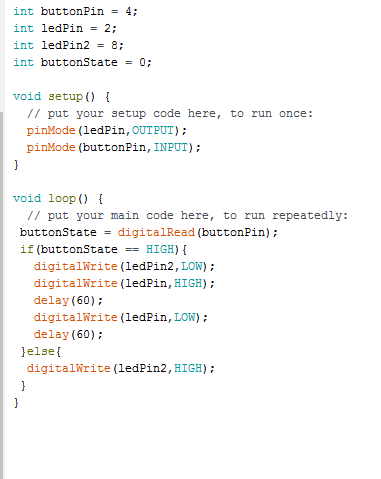 int buttonPin = 4;
int ledPin = 2;
int ledPin2 = 8;
int buttonState = 0;

void setup() {
  // put your setup code here, to run once:
  pinMode(ledPin,OUTPUT);
  pinMode(buttonPin,INPUT);
}

void loop() {
  // put your main code here, to run repeatedly:
 buttonState = digitalRead(buttonPin);
 if(buttonState == HIGH){
   digitalWrite(ledPin2,LOW);
   digitalWrite(ledPin,HIGH);
   delay(60);
   digitalWrite(ledPin,LOW);
   delay(60);
 }else{
  digitalWrite(ledPin2,HIGH);
 }
}